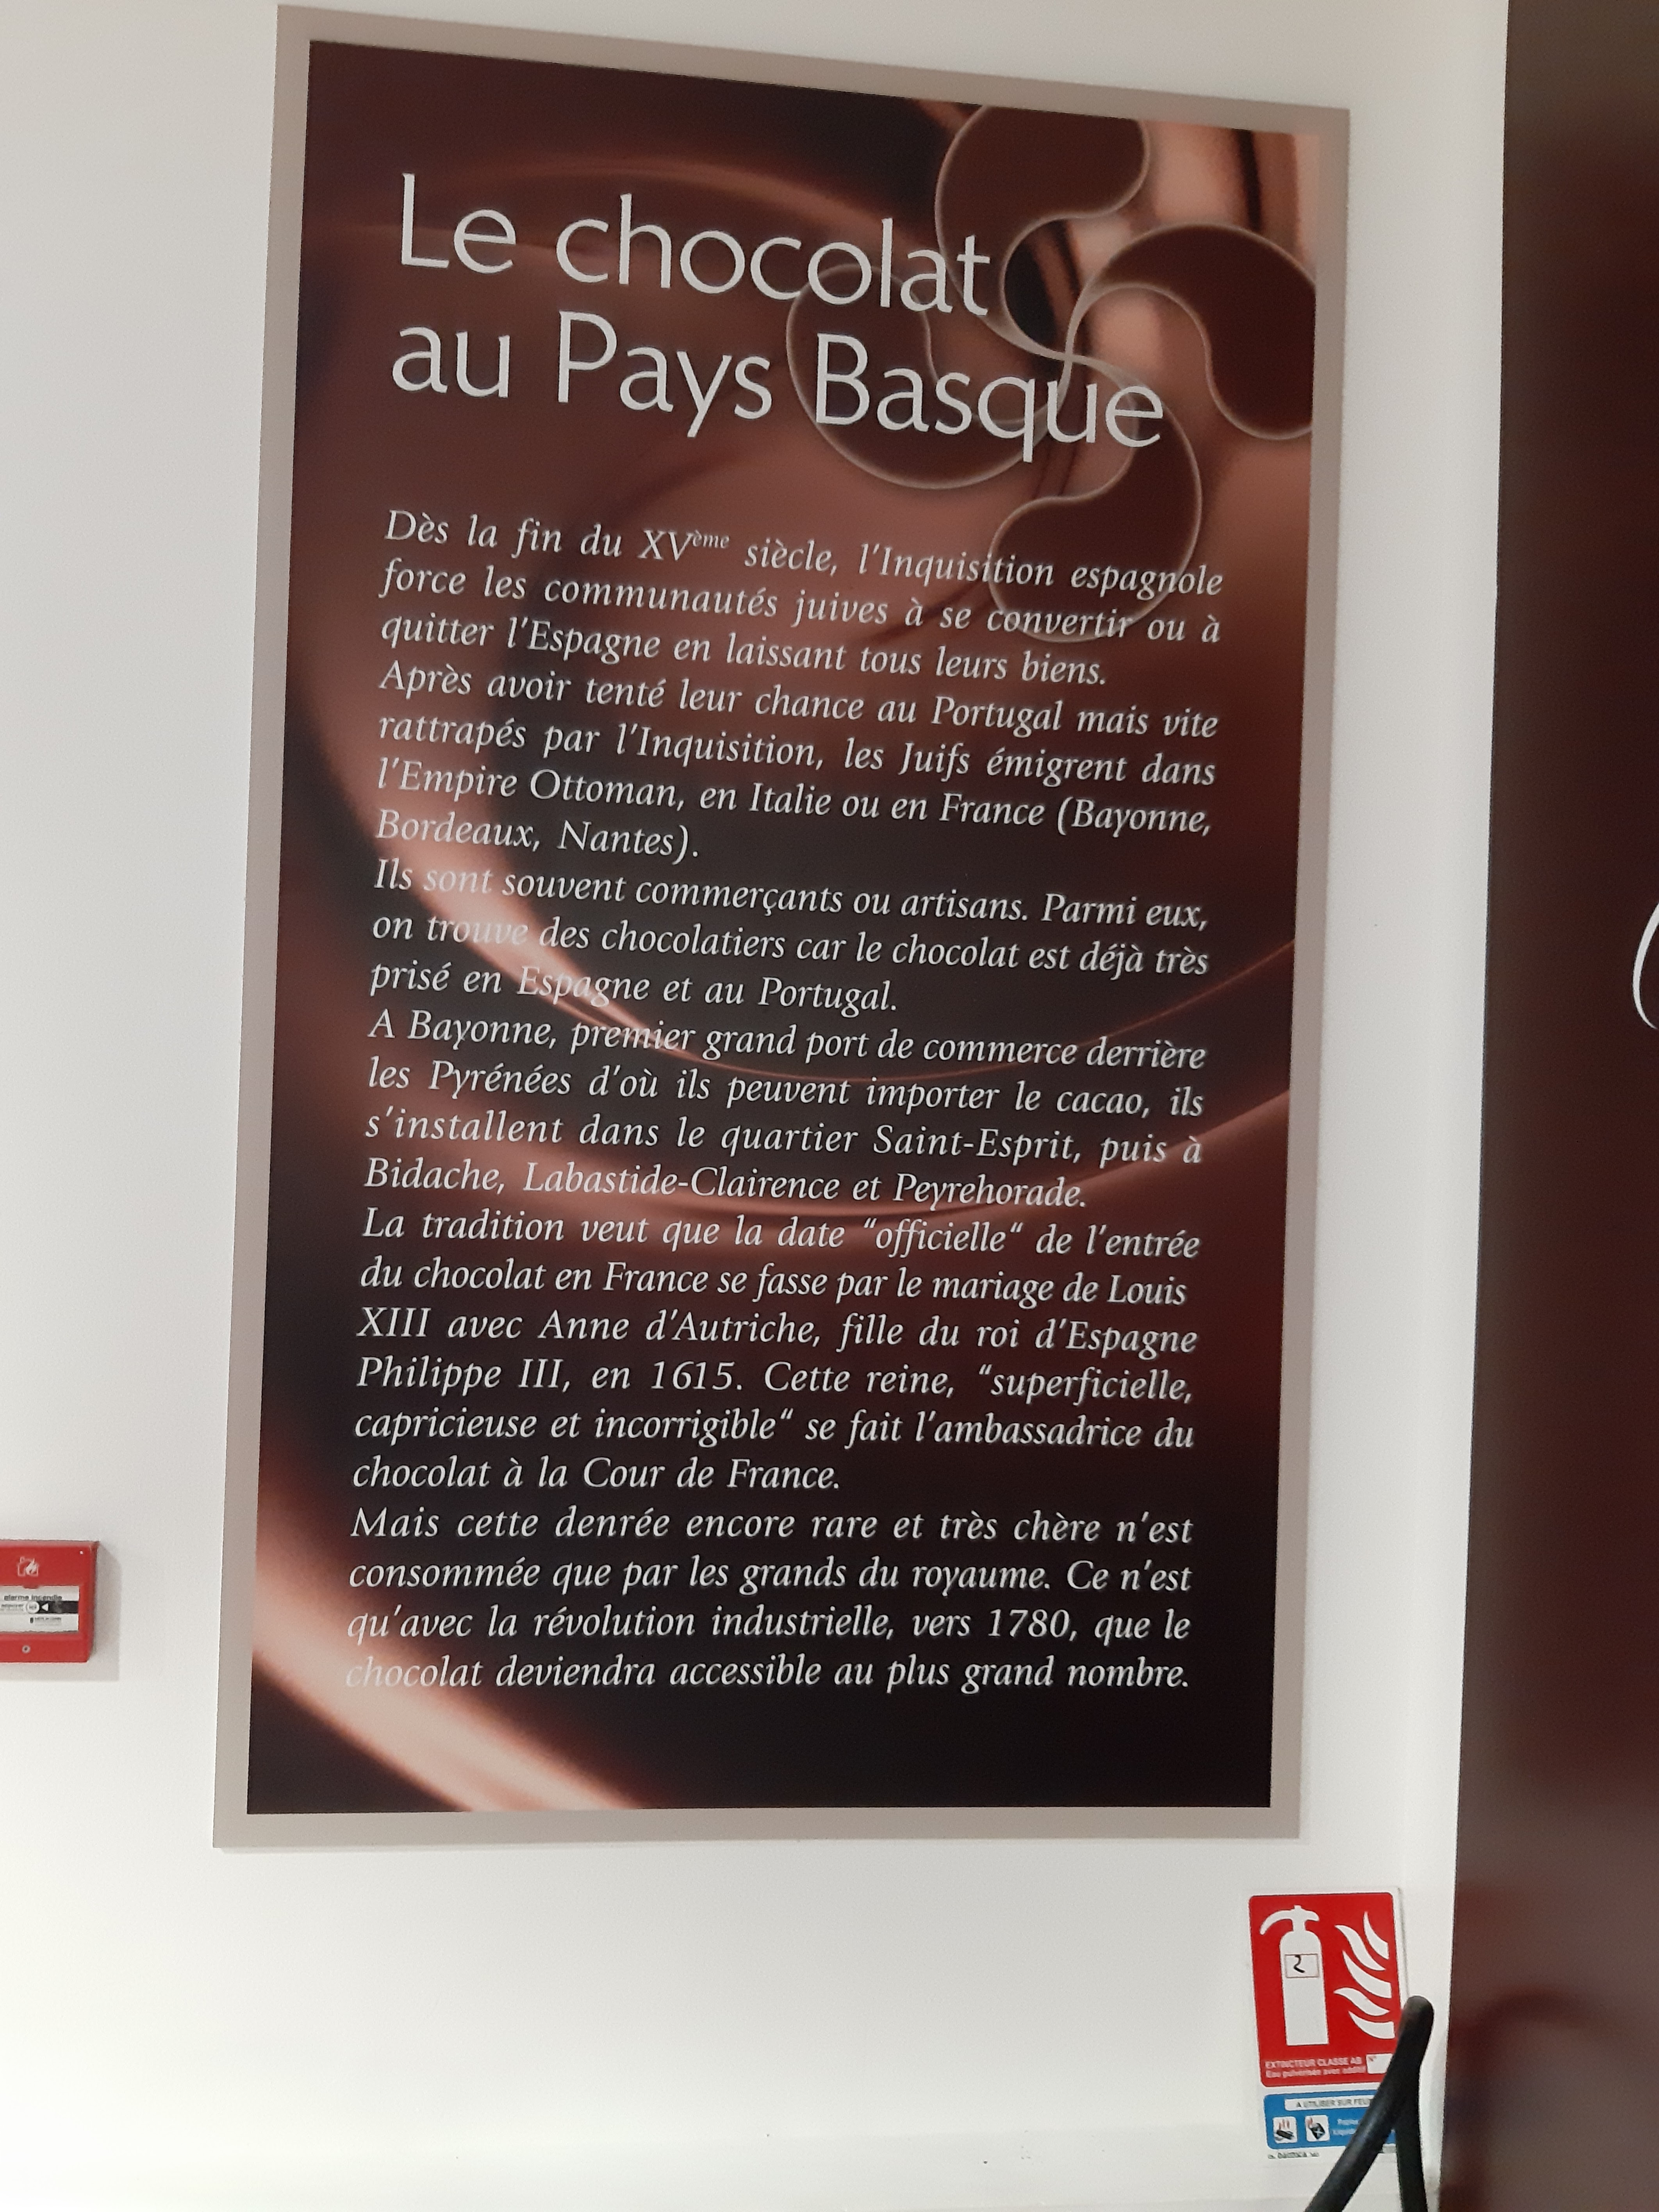 Le chocolat
au Pays Basque
Dès la fin du XVème siècle, l'Inquisition espagnole
force les communautés juives à se convertir ou à
quitter l'Espagne en laissant tous leurs biens.
Après avoir tenté leur chance au Portugal mais vite
rattrapés par l'Inquisition, les Juifs émigrent dans
l'Empire Ottoman, en Italie ou en France (Bayonne,
Bordeaux, Nantes).
Ils sont souvent commerçants ou artisans. Parmi eux,
on trouve des chocolatiers car le chocolat est déjà très
prisé en Espagne et au Portugal.
A Bayonne, premier grand port de commerce derrière
les Pyrénées d'où ils peuvent importer le cacao, ils
s'installent dans le quartier Saint-Esprit, puis à
Bidache, Labastide-Clairence et Peyrehorade.
La tradition veut que la date “officielle“ de l'entrée
du chocolat en France se fasse par le mariage de Louis
XIII avec Anne d'Autriche, fille du roi d'Espagne
Philippe III, en 1615. Cette reine, “superficielle,
capricieuse et incorrigible“ se fait l'ambassadrice du
chocolat à la Cour de France.
Mais cette denrée encore rare et très chère n'est
consommée que par les grands du royaume. Ce n'est
qu'avec la révolution industrielle, vers 1780, que le
chocolat deviendra accessible au plus grand nombre.
alarme incendie
EXTINCTEUR CLASSE AB
Eau pulvérisée avec additif
N°
A UTILISER SUR FEUX